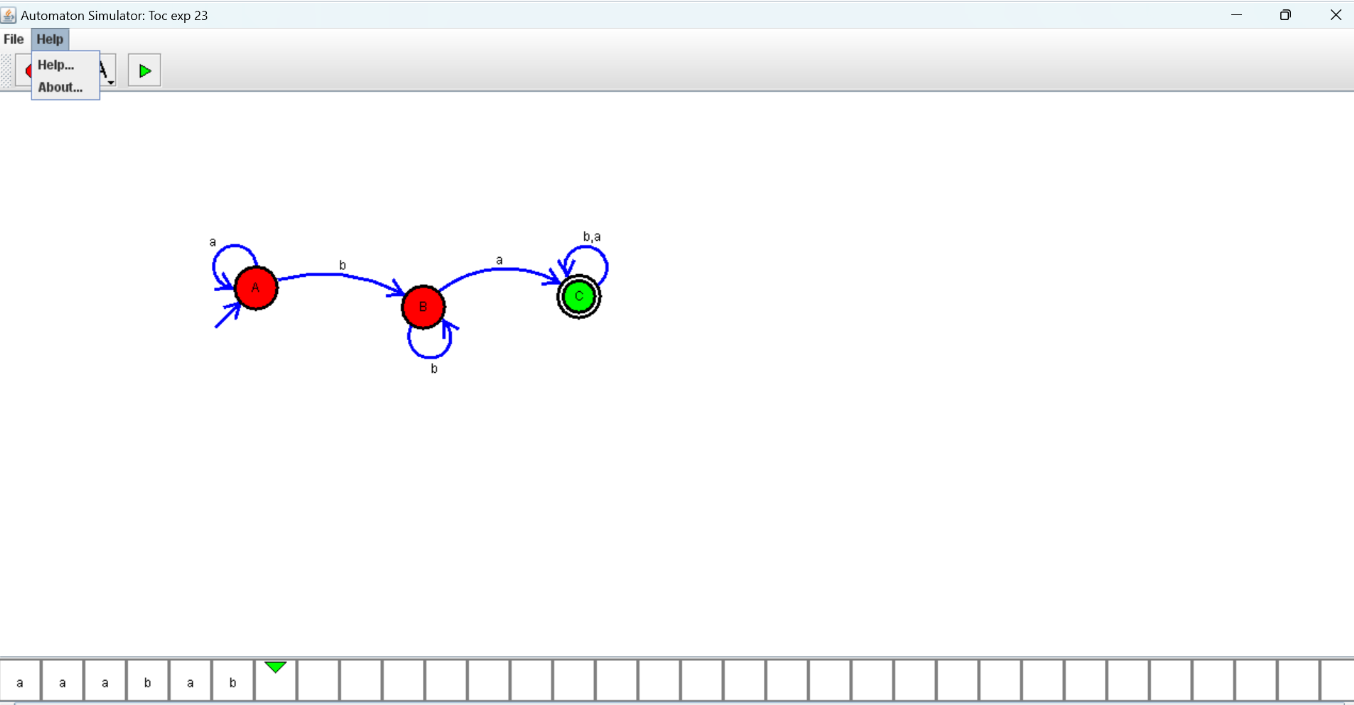 Automaton Simulator: Toc exp 23
File Help
Help...
About...
A
b,a
a
a
b
A
C
B
b
a a a b a b